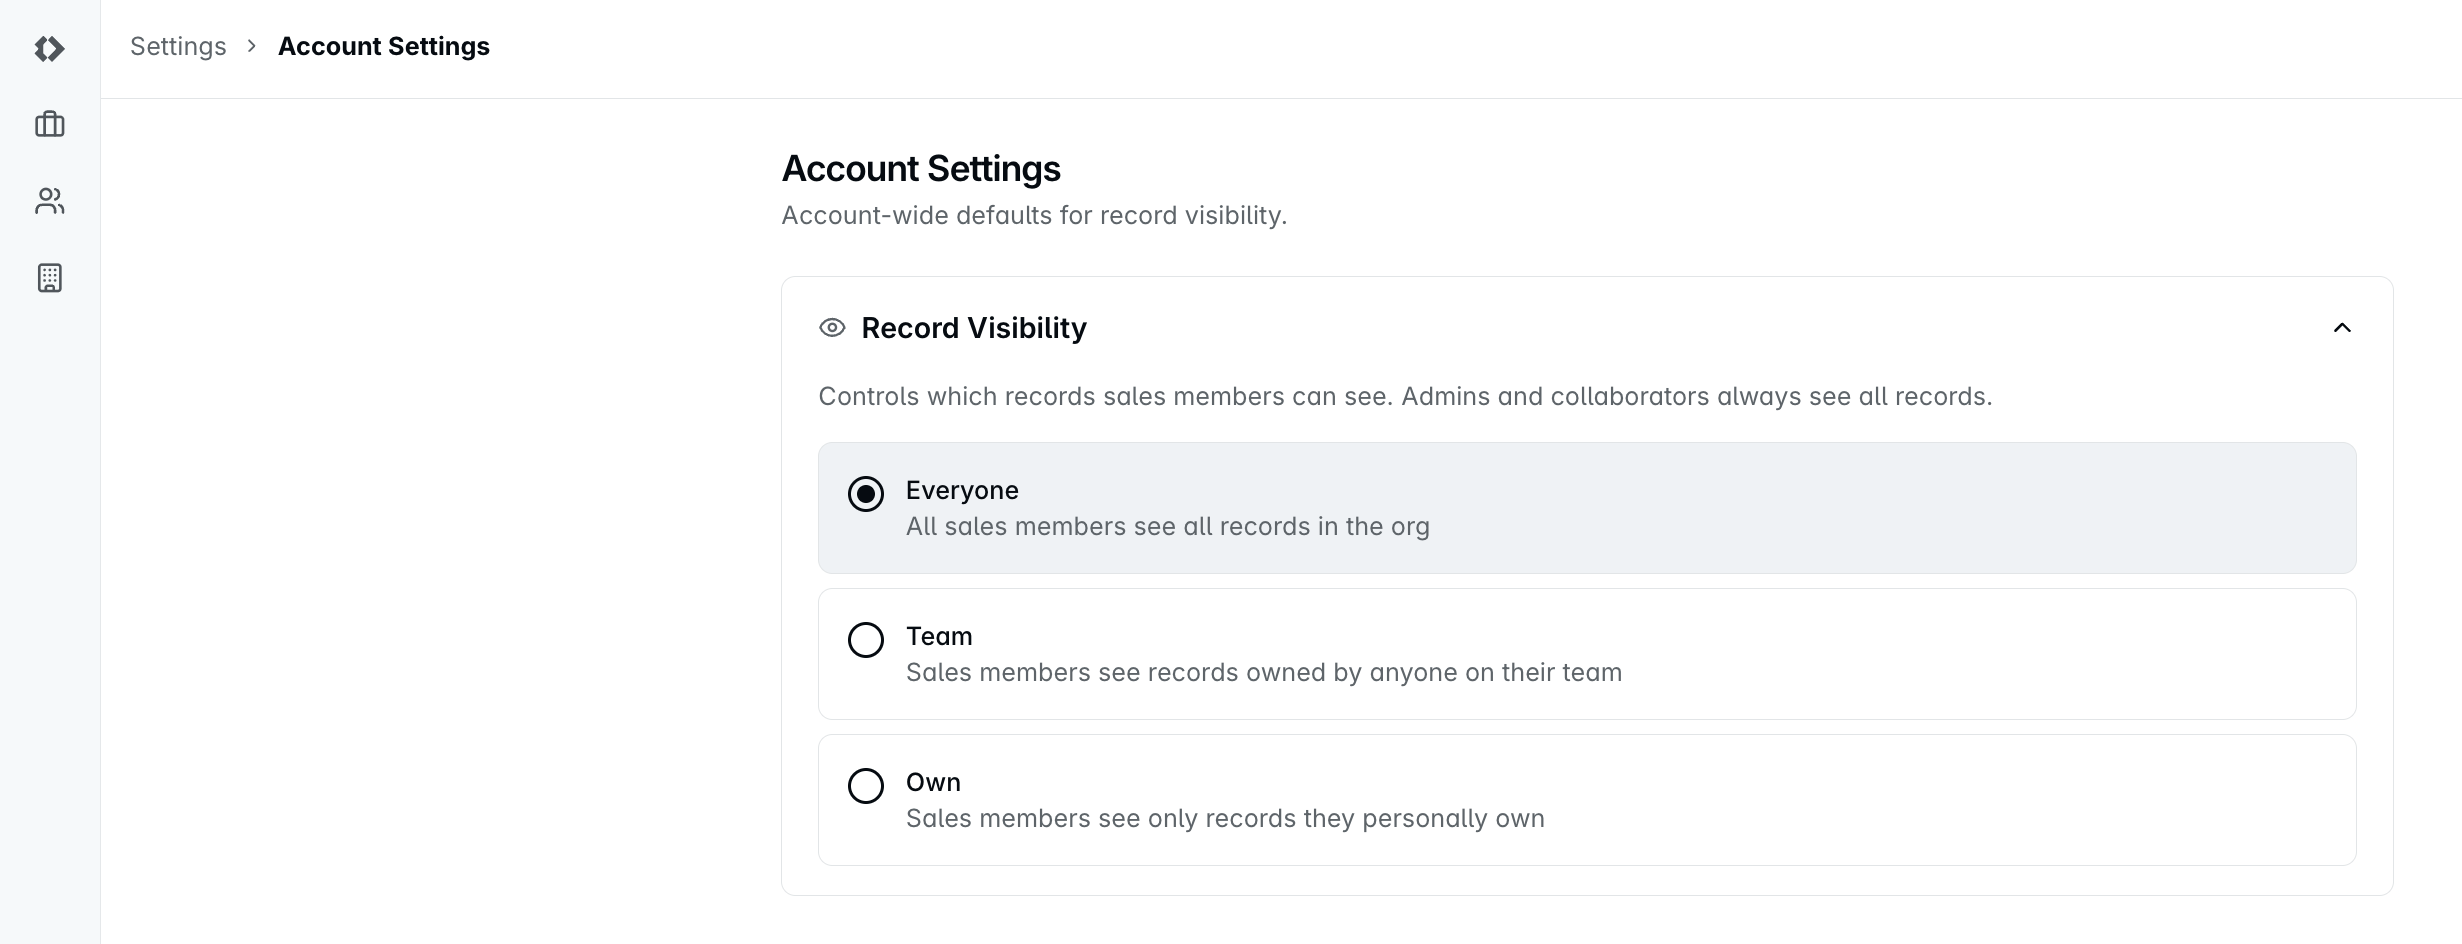 Settings > Account Settings
Account Settings
Account-wide defaults for record visibility.
Record Visibility
Controls which records sales members can see. Admins and collaborators always see all records.
Everyone
All sales members see all records in the org
Team
Sales members see records owned by anyone on their team
Own
Sales members see only records they personally own